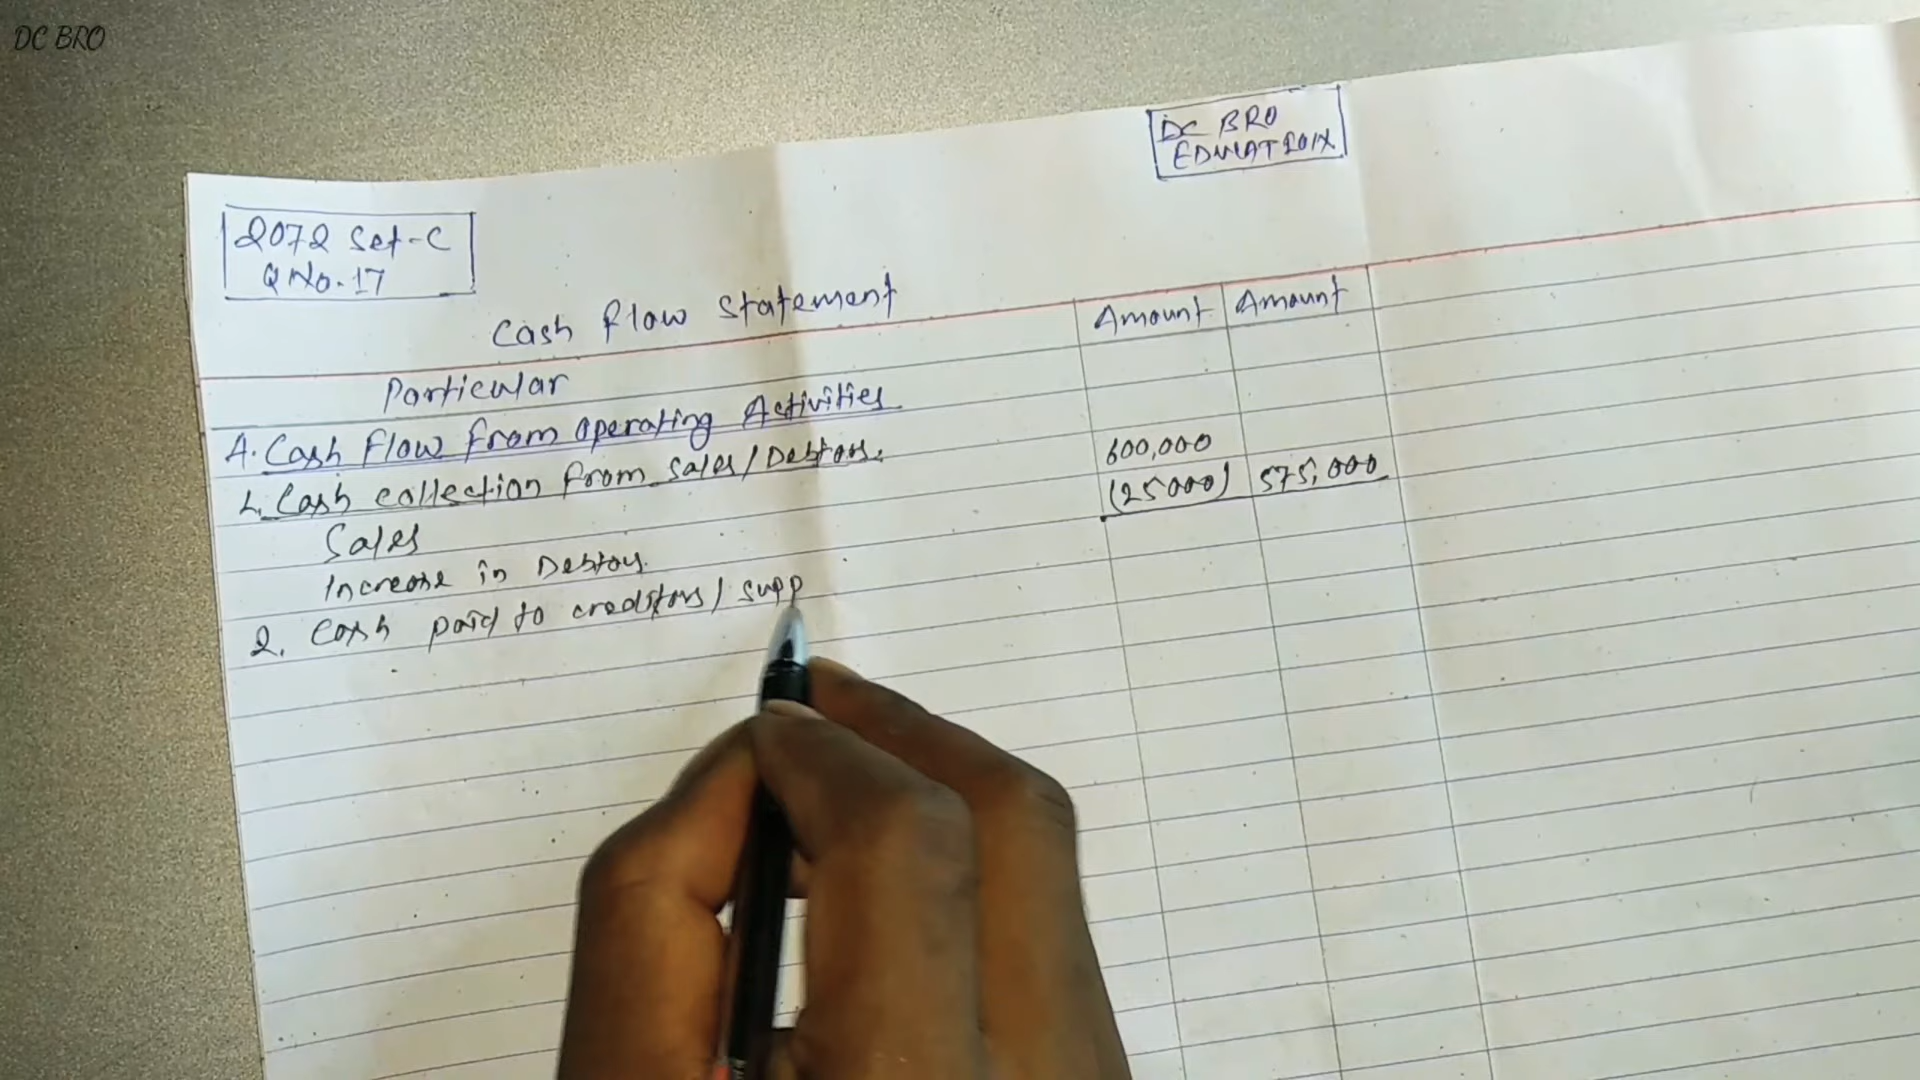 DC BRO
DC BRO
EDUCATION
2072 Set-C
Q No. 17
Cash flow statement
Particular
Amount
Amount
A. Cash flow from operating Activities
1. Cash collection from sales/Debtors.
Sales
600,000
Increase in Debtors.
(25000)
575,000
2. Cash paid to creditors/supp